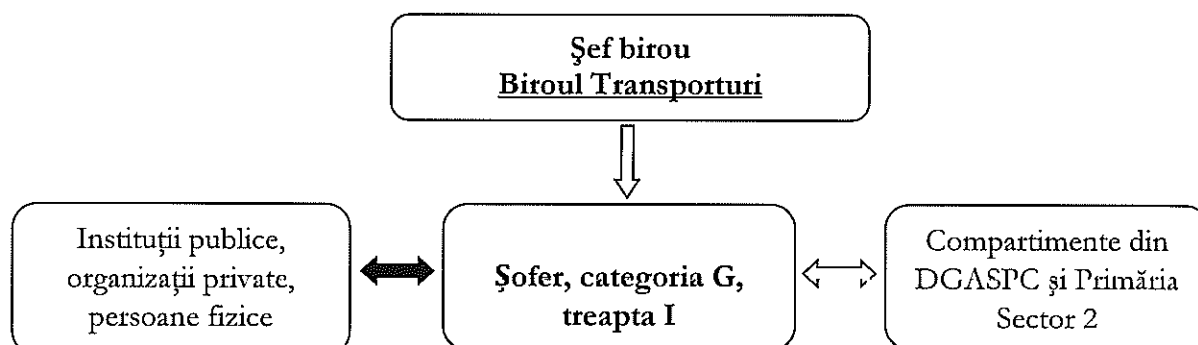 Şef birou
Biroul Transporturi
Instituţii publice,
organizaţii private,
persoane fizice
Şofer, categoria G,
treapta I
Compartimente din
DGASPC şi Primăria
Sector 2